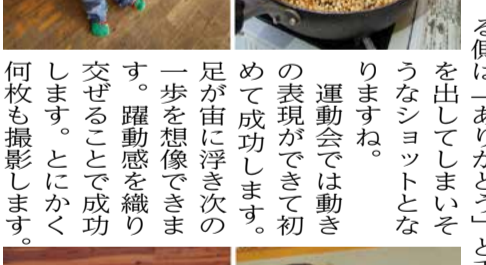 る側は「ありがとう」と
を出してしまいそ
うなショットとな
りますね。
運動会では動き
の表現ができて初
めて成功します。
足が宙に浮き次の
一歩を想像できま
す。躍動感を織り
交ぜることで成功
します。とにかく
何枚も撮影します。